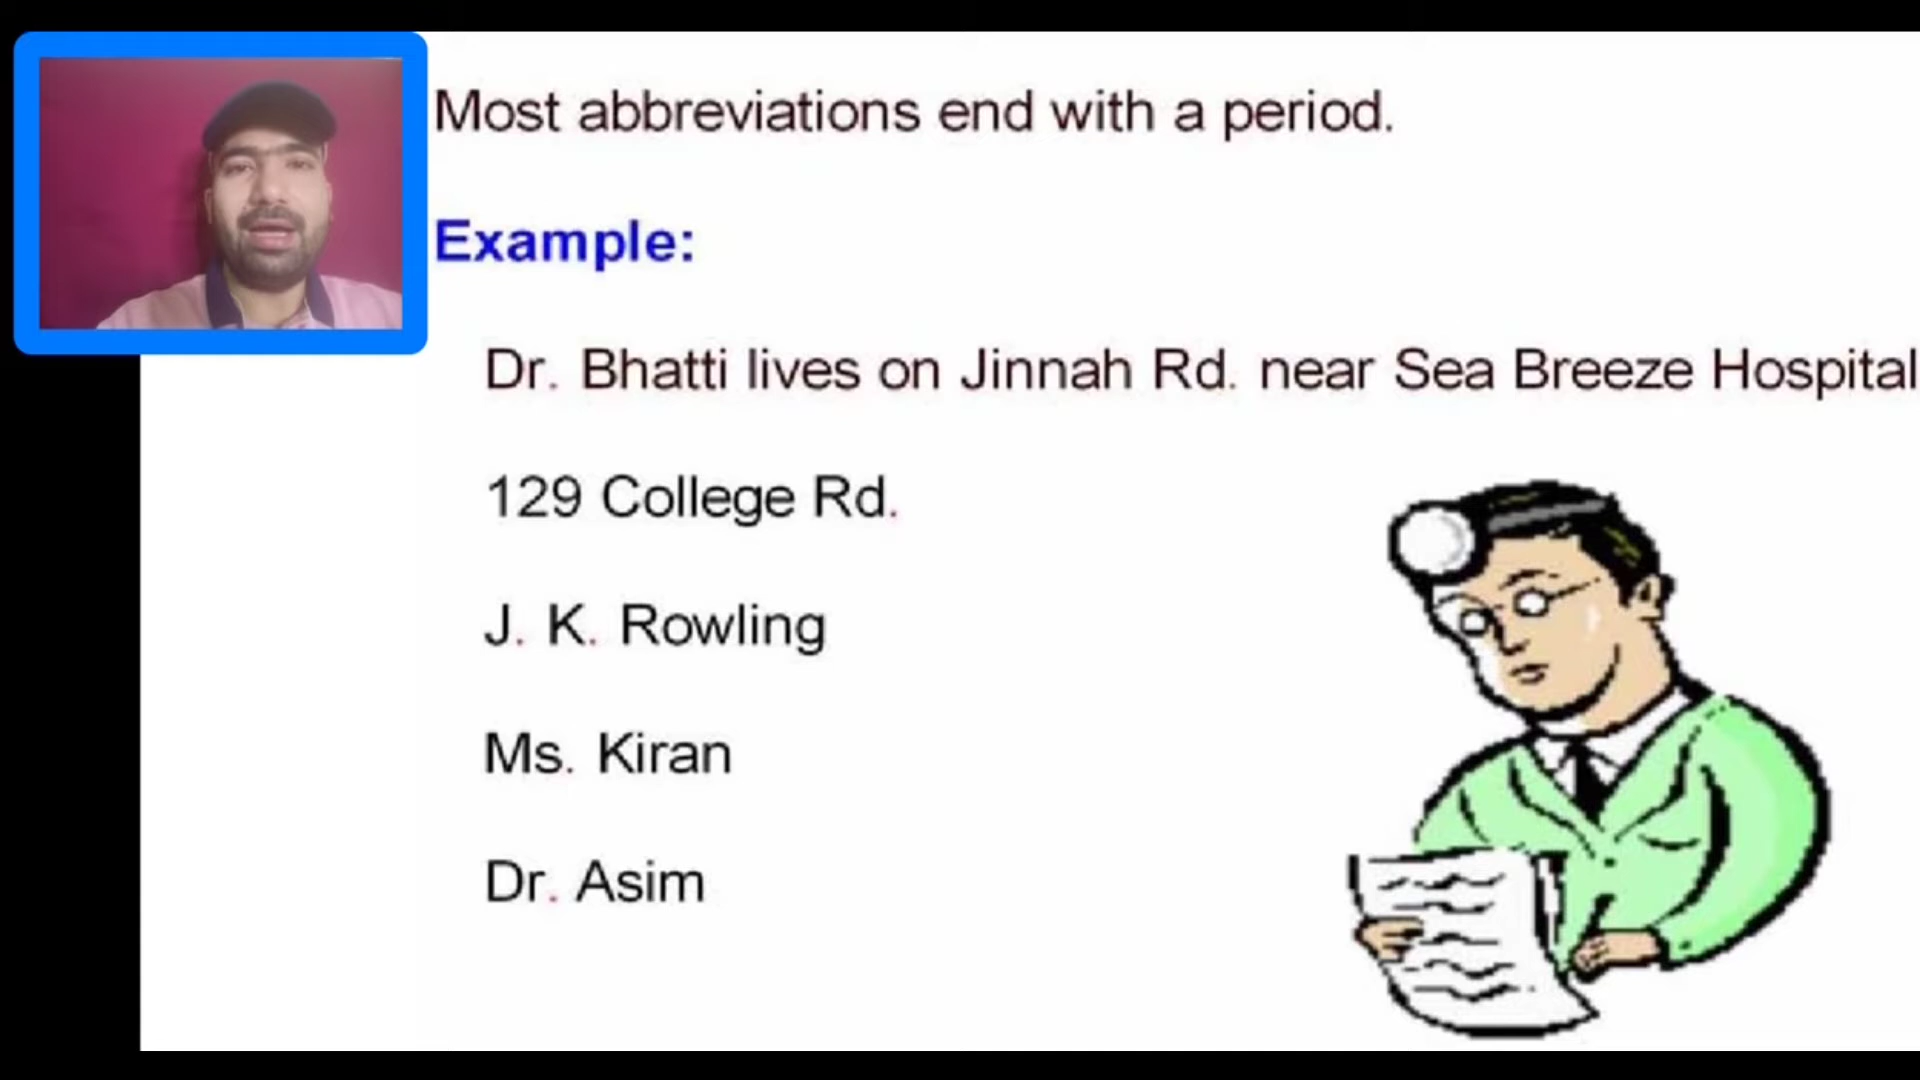 Most abbreviations end with a period.
Example:
Dr. Bhatti lives on Jinnah Rd. near Sea Breeze Hospital
129 College Rd.
J. K. Rowling
Ms. Kiran
Dr. Asim